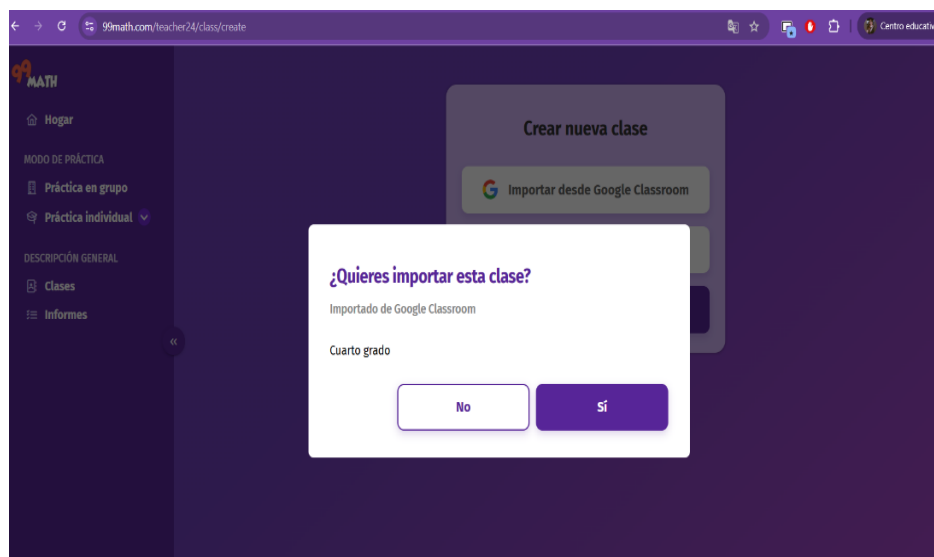 99math.com/teacher24/class/create
Centro educativ
99
MATH
Hogar
MODO DE PRÁCTICA
Práctica en grupo
Práctica individual
DESCRIPCIÓN GENERAL
Clases
Informes
Crear nueva clase
Importar desde Google Classroom
¿Quieres importar esta clase?
Importado de Google Classroom
Cuarto grado
No
Sí